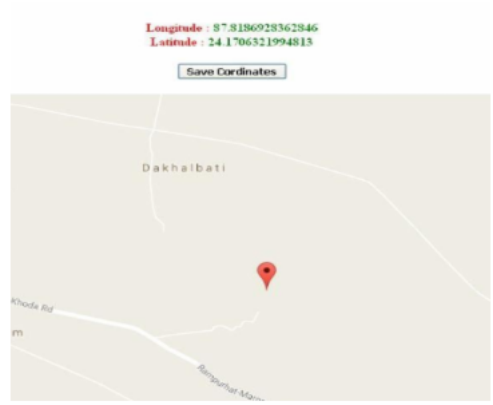 Longitude : 87.8186928362846
Latitude : 24.1706321994813
Save Cordinates
Dakhalbati
Khoda Rd
m
Rampurhat